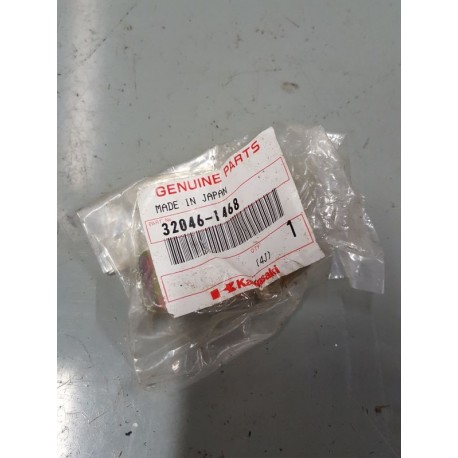 GENUINE PARTS
MADE IN JAPAN
32046-1468
1
(4J)
Kawasaki